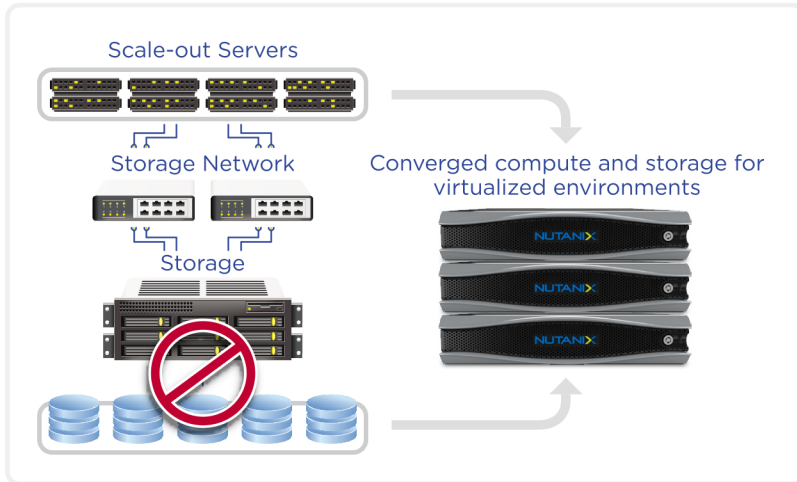 Scale-out Servers
Storage Network
Storage
Converged compute and storage for
virtualized environments
NUTANIX
NUTANIX
NUTANIX